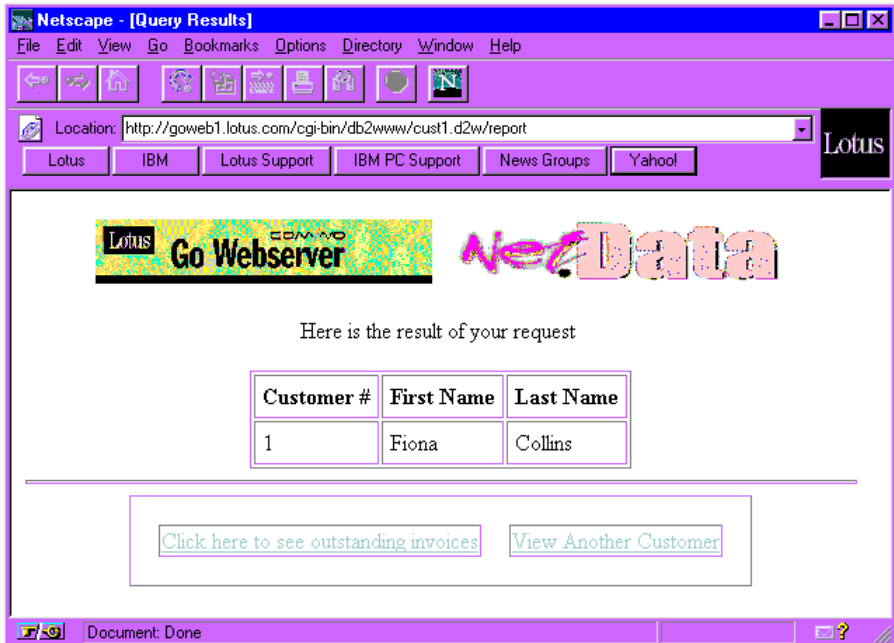 Netscape - [Query Results]
File Edit View Go Bookmarks Options Directory Window Help
N
Location: http://goweb1.lotus.com/cgi-bin/db2www/cust1.d2w/report
Lotus
Lotus IBM Lotus Support IBM PC Support News Groups Yahoo!
Lotus Go Webserver
Net.Data
Here is the result of your request
Customer # First Name Last Name
1 Fiona Collins
Click here to see outstanding invoices View Another Customer
Document: Done